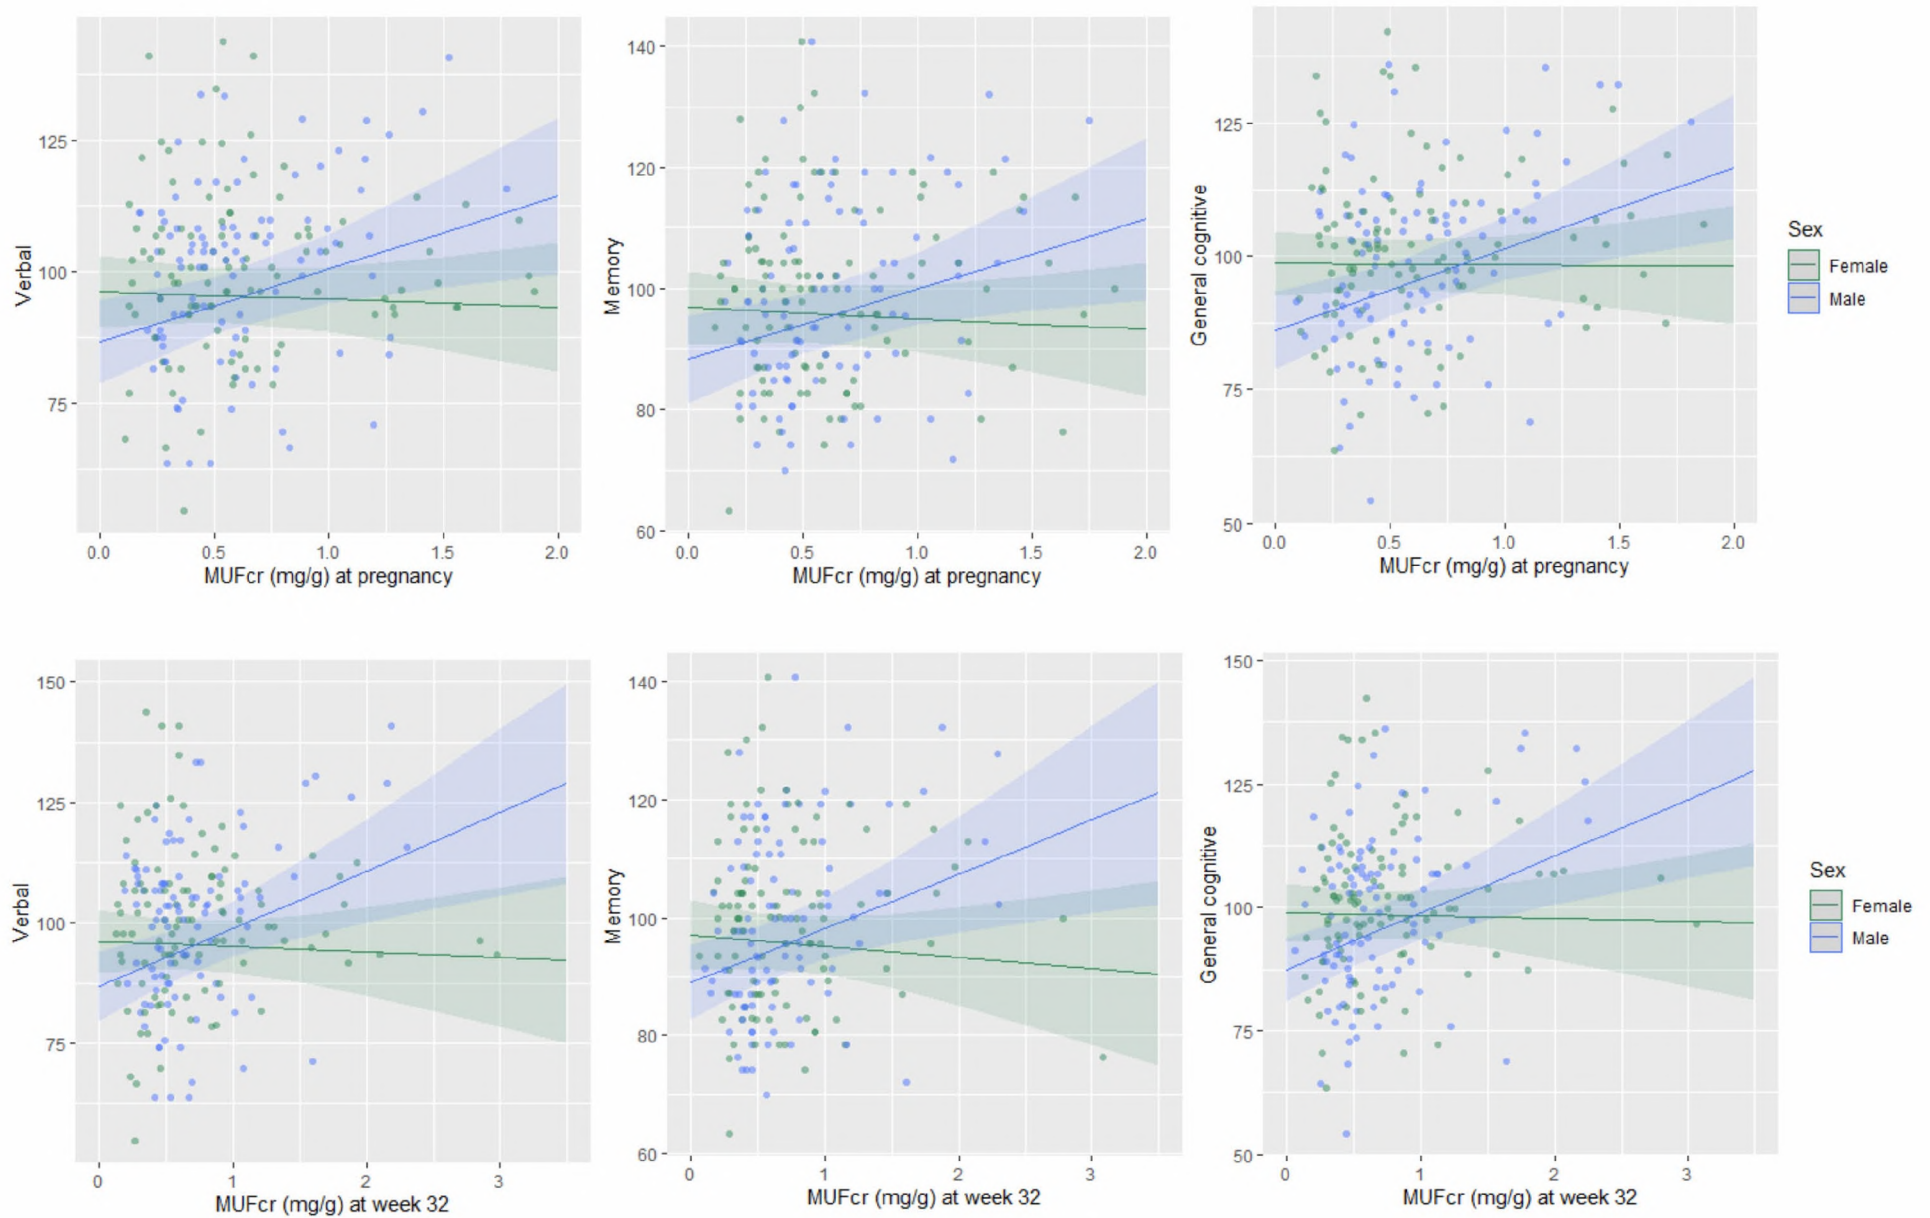 Verbal
125
100
75
0.0 0.5 1.0 1.5 2.0
MUFcr (mg/g) at pregnancy
Memory
140
120
100
80
60
0.0 0.5 1.0 1.5 2.0
MUFcr (mg/g) at pregnancy
General cognitive
125
100
75
50
0.0 0.5 1.0 1.5 2.0
MUFcr (mg/g) at pregnancy
Sex
Female
Male
Verbal
150
125
100
75
0 1 2 3
MUFcr (mg/g) at week 32
Memory
140
120
100
80
60
0 1 2 3
MUFcr (mg/g) at week 32
General cognitive
150
125
100
75
50
0 1 2 3
MUFcr (mg/g) at week 32
Sex
Female
Male